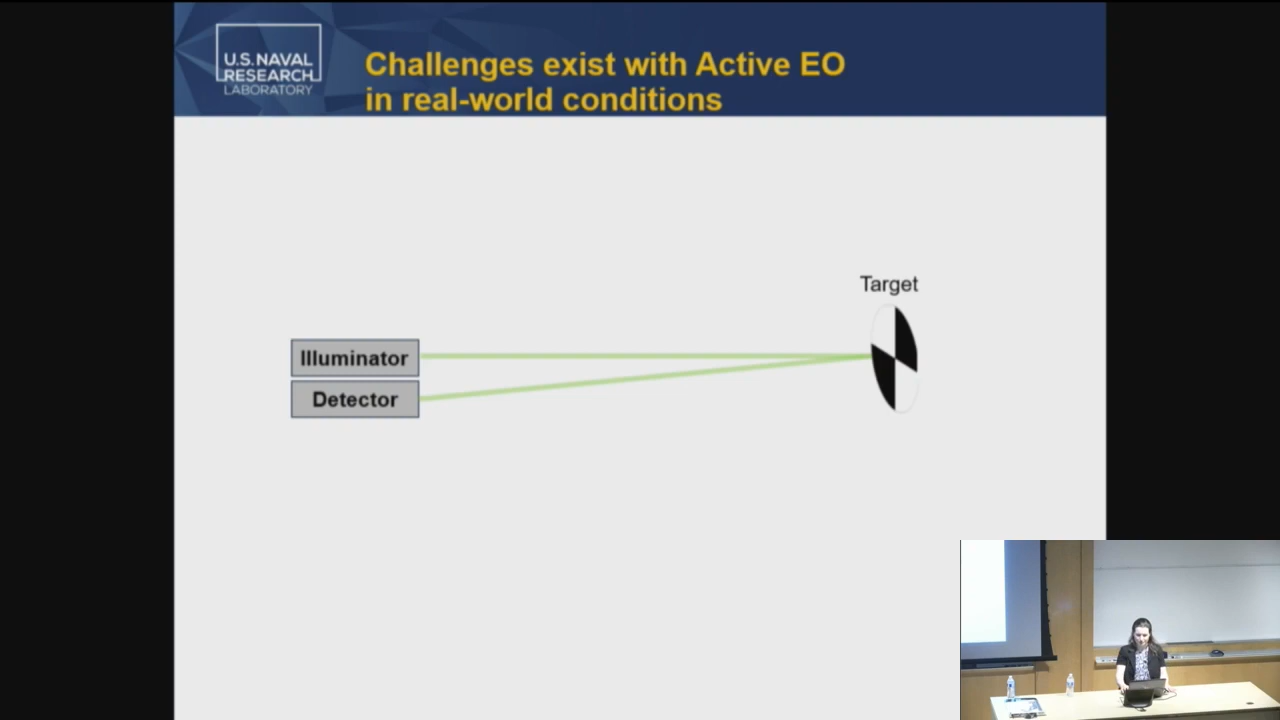 U.S. NAVAL
RESEARCH
LABORATORY
Challenges exist with Active EO
in real-world conditions
Target
Illuminator
Detector